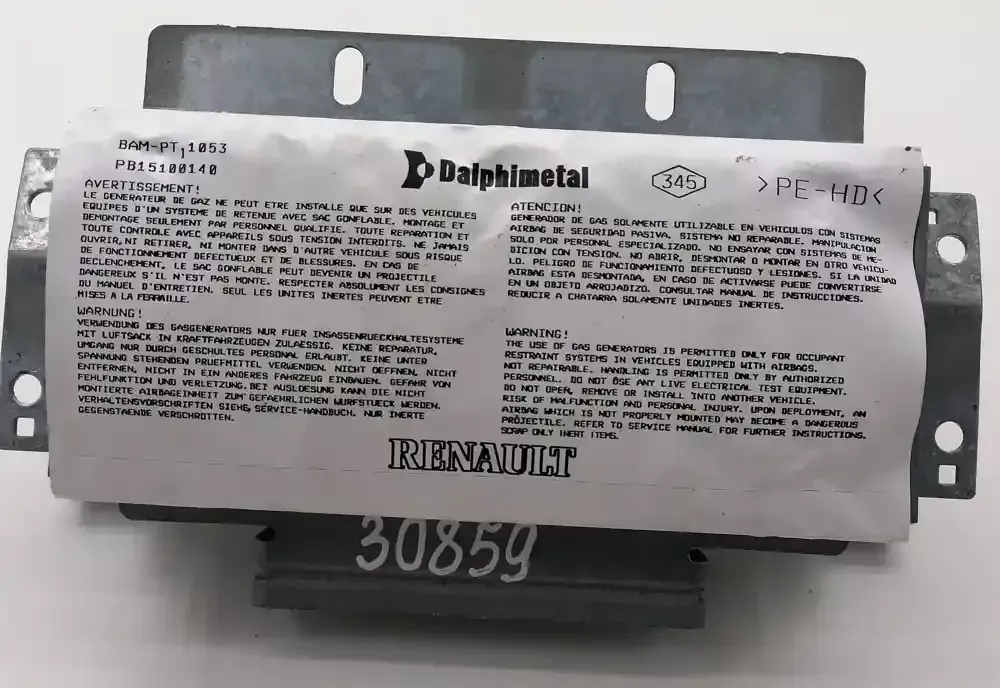 BAM-PT1 1053
PB15100140
Dalphimetal
345
>PE-HD<
AVERTISSEMENT!
LE GENERATEUR DE GAZ NE PEUT ETRE INSTALLE QUE SUR DES VEHICULES
EQUIPES D'UN SYSTEME DE RETENUE AVEC SAC GONFLABLE. MONTAGE ET
DEMONTAGE SEULEMENT PAR PERSONNEL QUALIFIE. TOUTE REPARATION ET
TOUTE CONTROLE AVEC APPAREILS SOUS TENSION INTERDITS. NE JAMAIS
OUVRIR, NI RETIRER, NI MONTER DANS D'AUTRE VEHICULE SOUS RISQUE
DE FONCTIONNEMENT DEFECTUEUX ET DE BLESSURES. EN CAS DE
DECLENCHEMENT, LE SAC GONFLABLE PEUT DEVENIR UN PROJECTILE
DANGEREUX S'IL N'EST PAS MONTE. RESPECTER ABSOLUMENT LES CONSIGNES
DU MANUEL D'ENTRETIEN. SEUL LES UNITES INERTES PEUVENT ETRE
MISES A LA FERRAILLE.
WARNUNG!
VERWENDUNG DES GASGENERATORS NUR FUER INSASSENRUECKHALTESYSTEME
MIT LUFTSACK IN KRAFTFAHRZEUGEN ZULAESSIG. KEINE REPARATUR.
UMGANG NUR DURCH GESCHULTES PERSONAL ERLAUBT. KEINE UNTER
SPANNUNG STEHENDEN PRUEFMITTEL VERWENDEN. NICHT OEFFNEN, NICHT
ENTFERNEN, NICHT IN EIN ANDERES FAHRZEUG EINBAUEN. GEFAHR VON
FEHLFUNKTION UND VERLETZUNG. BEI AUSLOESUNG KANN DIE NICHT
MONTIERTE AIRBAGEINHEIT ZUM GEFAEHRLICHEN WURFSTUECK WERDEN.
VERHALTENSVORSCHRIFTEN SIEHE SERVICE-HANDBUCH. NUR INERTE
GEGENSTAENDE VERSCHROTTEN.
ATENCION!
GENERADOR DE GAS SOLAMENTE UTILIZABLE EN VEHICULOS CON SISTEMAS
AIRBAG DE SEGURIDAD PASIVA. SISTEMA NO REPARABLE. MANIPULACION
SOLO POR PERSONAL ESPECIALIZADO. NO ENSAYAR CON SISTEMAS DE ME-
DICION CON TENSION. NO ABRIR, DESMONTAR O MONTAR EN OTRO VEHICU-
LO. PELIGRO DE FUNCIONAMIENTO DEFECTUOSO Y LESIONES. SI LA UNIDAD
AIRBAG ESTA DESMONTADA, EN CASO DE ACTIVARSE PUEDE CONVERTIRSE
EN UN OBJETO ARROJADIZO. CONSULTAR MANUAL DE INSTRUCCIONES.
REDUCIR A CHATARRA SOLAMENTE UNIDADES INERTES.
WARNING!
THE USE OF GAS GENERATORS IS PERMITTED ONLY FOR OCCUPANT
RESTRAINT SYSTEMS IN VEHICLES EQUIPPED WITH AIRBAGS.
NOT REPAIRABLE. HANDLING IS PERMITTED ONLY BY AUTHORIZED
PERSONNEL. DO NOT USE ANY LIVE ELECTRICAL TEST EQUIPMENT.
DO NOT OPEN, REMOVE OR INSTALL INTO ANOTHER VEHICLE.
RISK OF MALFUNCTION AND PERSONAL INJURY. UPON DEPLOYMENT, AN
AIRBAG WHICH IS NOT PROPERLY MOUNTED MAY BECOME A DANGEROUS
PROJECTILE. REFER TO SERVICE MANUAL FOR FURTHER INSTRUCTIONS.
SCRAP ONLY INERT ITEMS.
RENAULT
30859